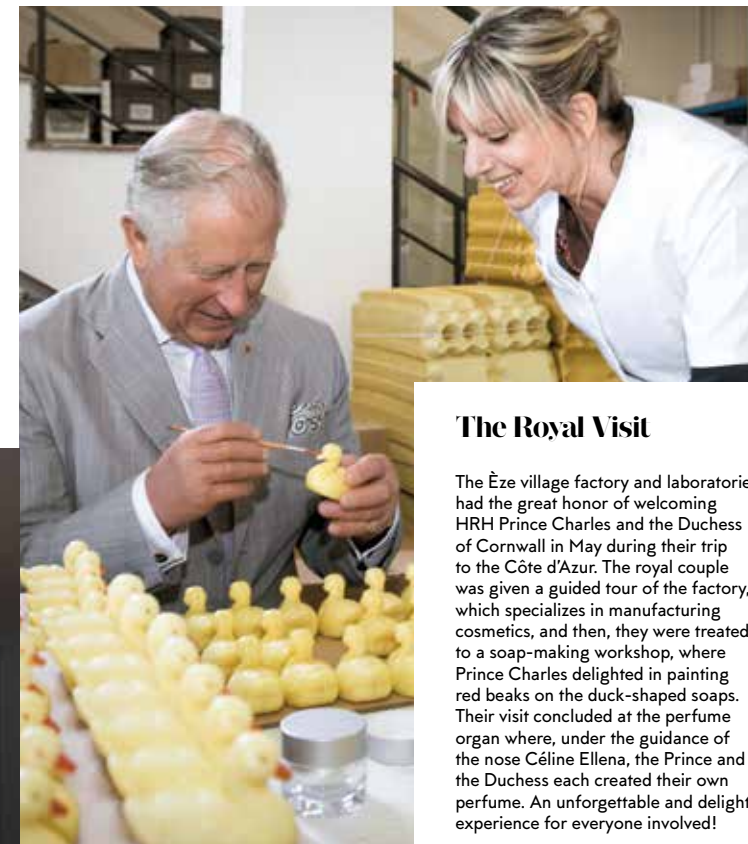 The Royal Visit
The Èze village factory and laboratorie
had the great honor of welcoming
HRH Prince Charles and the Duchess
of Cornwall in May during their trip
to the Côte d'Azur. The royal couple
was given a guided tour of the factory,
which specializes in manufacturing
cosmetics, and then, they were treated
to a soap-making workshop, where
Prince Charles delighted in painting
red beaks on the duck-shaped soaps.
Their visit concluded at the perfume
organ where, under the guidance of
the nose Céline Ellena, the Prince and
the Duchess each created their own
perfume. An unforgettable and delight
experience for everyone involved!